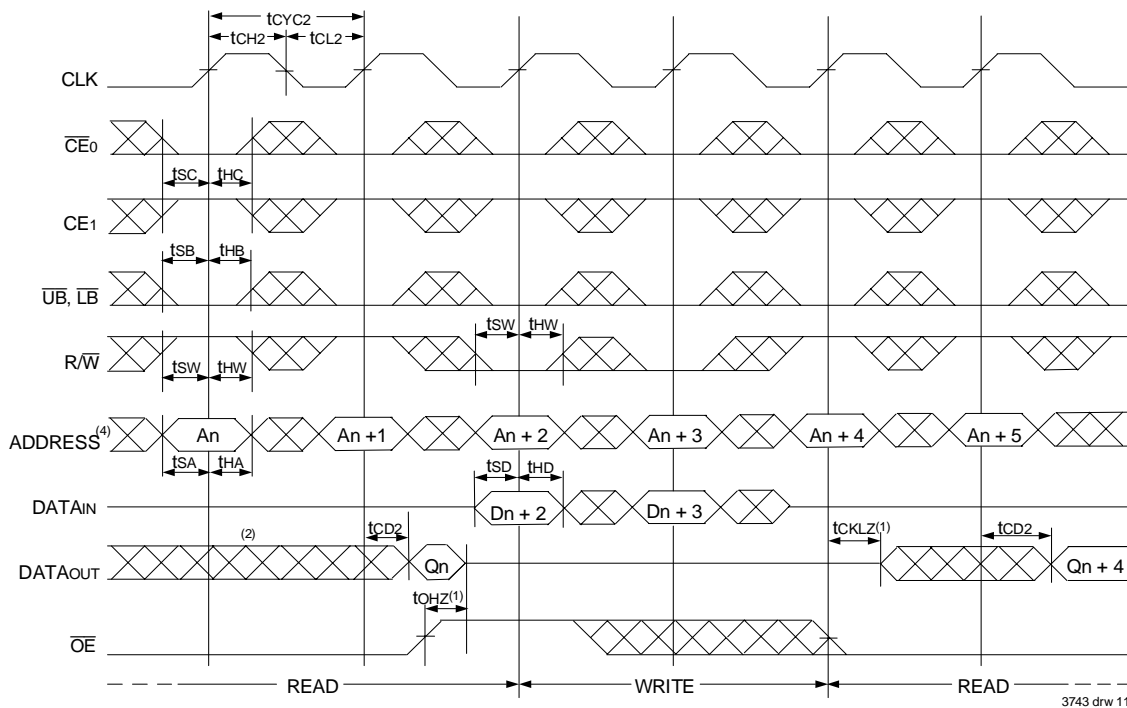 tCYC2
tCH2 tCL2
CLK
CE0
tSC tHC
CE1
tSB tHB
UB, LB
tSW tHW
R/W
tSW tHW
ADDRESS(4) An An +1 An + 2 An + 3 An + 4 An + 5
tSA tHA tSD tHD
DATAIN Dn + 2 Dn + 3
tCD2 tCKLZ(1) tCD2
(2)
DATAOUT Qn Qn + 4
tOHZ(1)
OE
READ WRITE READ
3743 drw 11